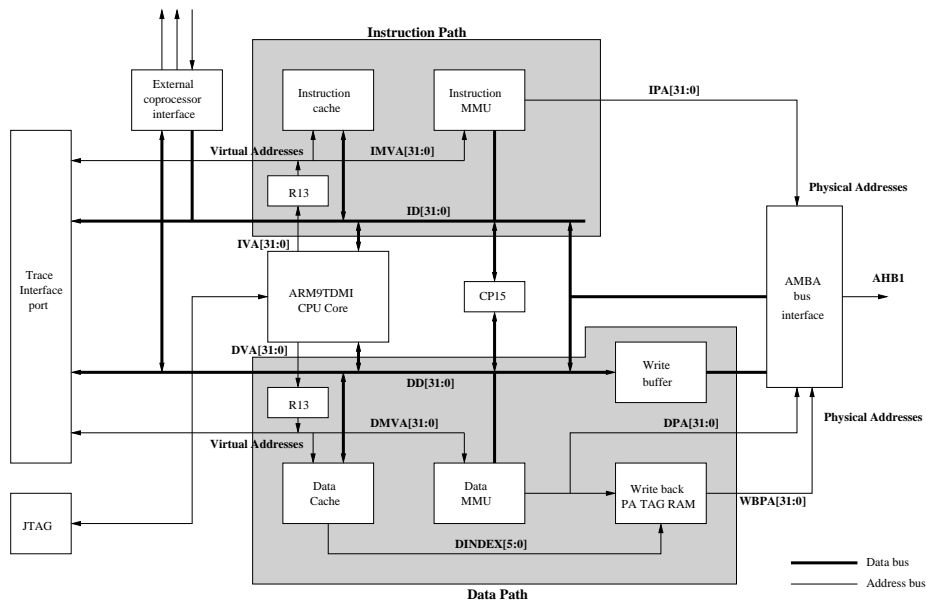 Instruction Path
External
coprocessor
interface
Instruction
cache
Instruction
MMU
IPA[31:0]
Virtual Addresses
IMVA[31:0]
R13
Physical Addresses
ID[31:0]
IVA[31:0]
Trace
Interface
port
ARM9TDMI
CPU Core
CP15
AMBA
bus
interface
AHB1
DVA[31:0]
DD[31:0]
Write
buffer
R13
DMVA[31:0]
DPA[31:0]
Physical Addresses
Virtual Addresses
Data
Cache
Data
MMU
Write back
PA TAG RAM
WBPA[31:0]
JTAG
DINDEX[5:0]
Data bus
Address bus
Data Path